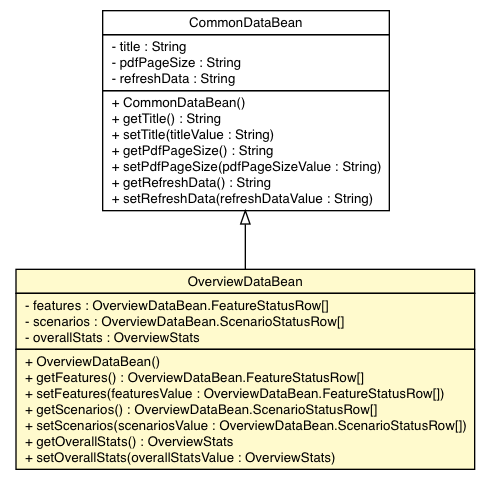 CommonDataBean
- title : String
- pdfPageSize : String
- refreshData : String
+ CommonDataBean()
+ getTitle() : String
+ setTitle(titleValue : String)
+ getPdfPageSize() : String
+ setPdfPageSize(pdfPageSizeValue : String)
+ getRefreshData() : String
+ setRefreshData(refreshDataValue : String)
OverviewDataBean
- features : OverviewDataBean.FeatureStatusRow[]
- scenarios : OverviewDataBean.ScenarioStatusRow[]
- overallStats : OverviewStats
+ OverviewDataBean()
+ getFeatures() : OverviewDataBean.FeatureStatusRow[]
+ setFeatures(featuresValue : OverviewDataBean.FeatureStatusRow[])
+ getScenarios() : OverviewDataBean.ScenarioStatusRow[]
+ setScenarios(scenariosValue : OverviewDataBean.ScenarioStatusRow[])
+ getOverallStats() : OverviewStats
+ setOverallStats(overallStatsValue : OverviewStats)